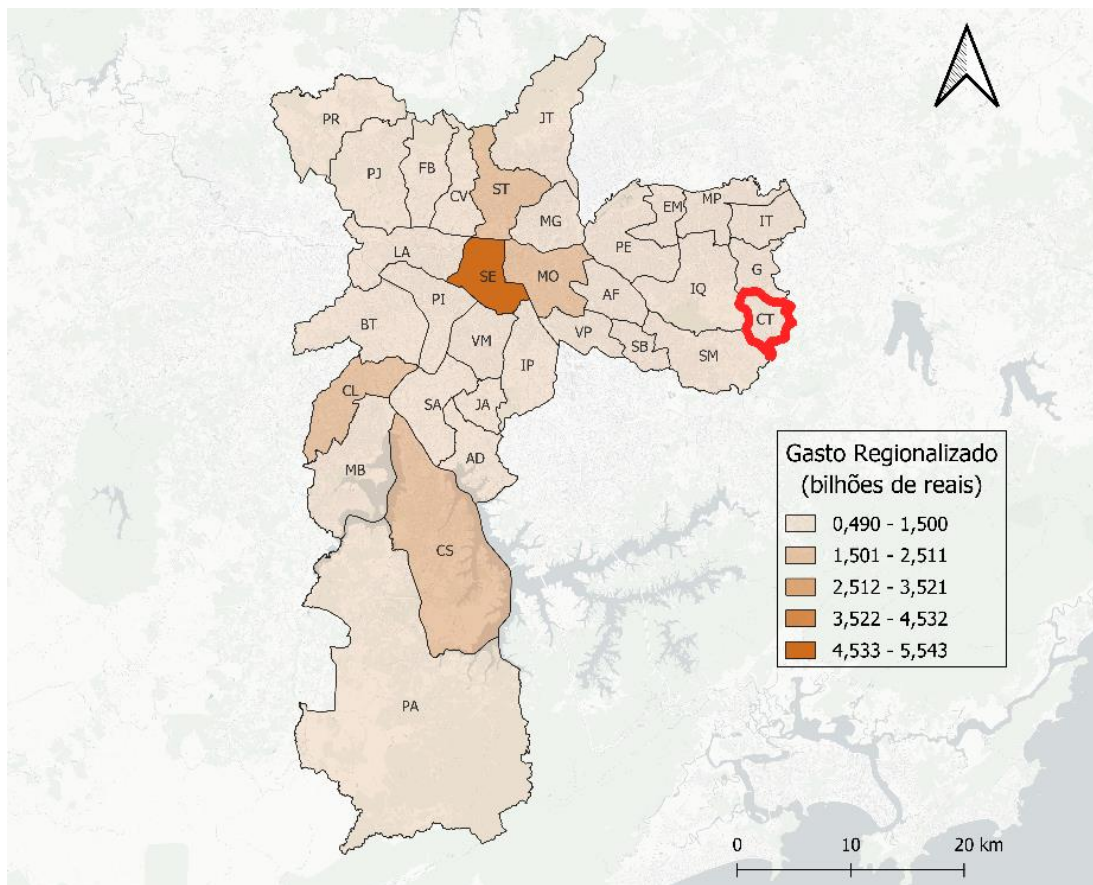 PR
JT
PJ
FB
CV
ST
MG
EM
MP
IT
PE
LA
SE
MO
G
PI
AF
IQ
CT
BT
VM
VP
SB
SM
IP
CL
SA
JA
MB
AD
CS
PA
Gasto Regionalizado
(bilhões de reais)
0,490 - 1,500
1,501 - 2,511
2,512 - 3,521
3,522 - 4,532
4,533 - 5,543
0 10 20 km